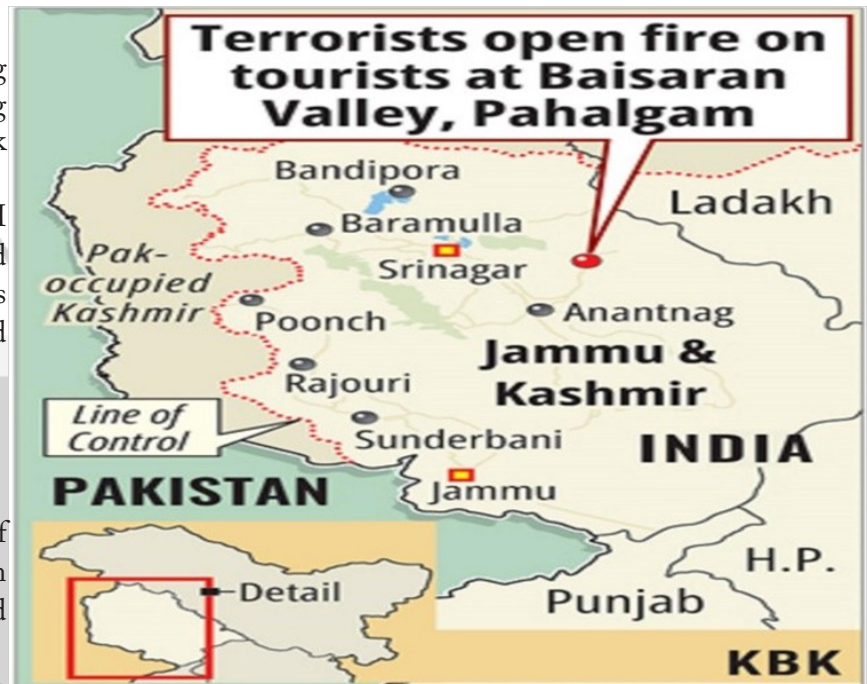 Terrorists open fire on
tourists at Baisaran
Valley, Pahalgam
Bandipora
Ladakh
Baramulla
Pak-
occupied
Kashmir
Srinagar
Poonch
Anantnag
Jammu &
Kashmir
Rajouri
Line of
Control
Sunderbani
INDIA
PAKISTAN
Jammu
H.P.
Detail
Punjab
KBK